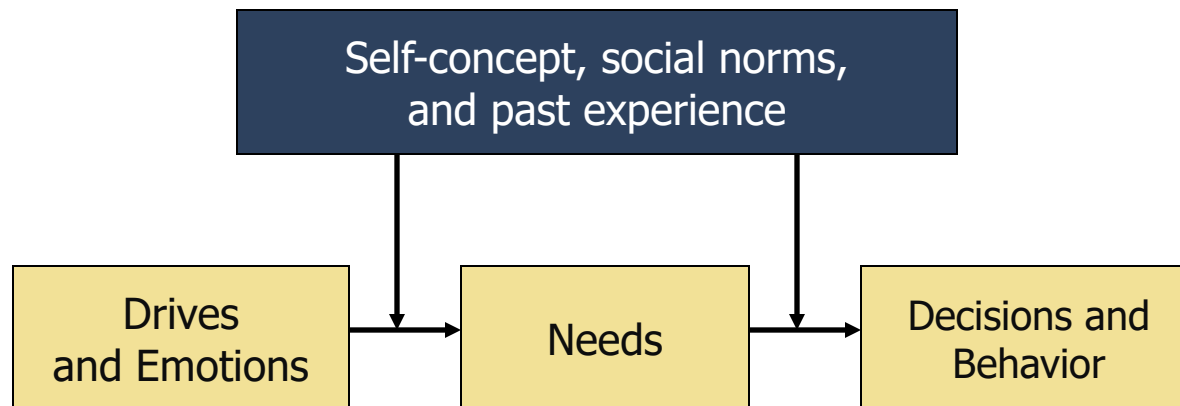 Self-concept, social norms,
and past experience
Drives
and Emotions
Needs
Decisions and
Behavior